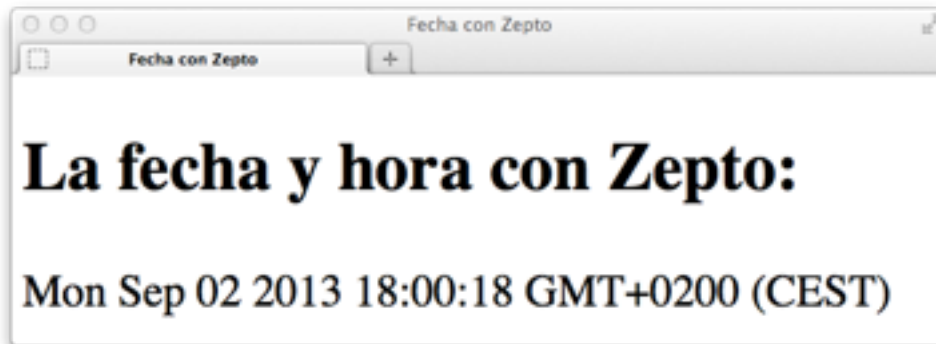 Fecha con Zepto
Fecha con Zepto
La fecha y hora con Zepto:
Mon Sep 02 2013 18:00:18 GMT+0200 (CEST)